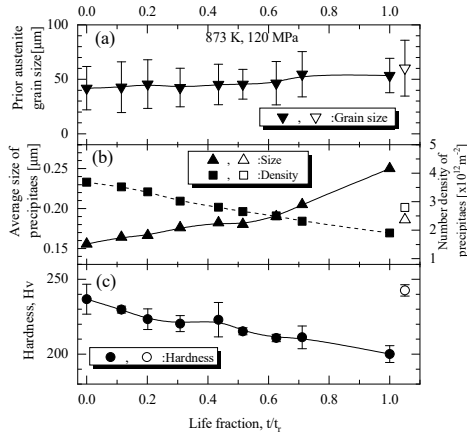 0.0 0.2 0.4 0.6 0.8 1.0
873 K, 120 MPa
(a)
Prior austenite
grain size[μm]
100
50
0
▼ , ▽ :Grain size
(b)
Average size of
precipitaes [μm]
0.25
0.20
0.15
▲ , △ :Size
■ , □ :Density
5
4
3
2
1
Number density of
precipitaes [x10¹²m⁻²]
(c)
Hardness, Hv
250
200
● , ○ :Hardness
0.0 0.2 0.4 0.6 0.8 1.0
Life fraction, t/tᵣ